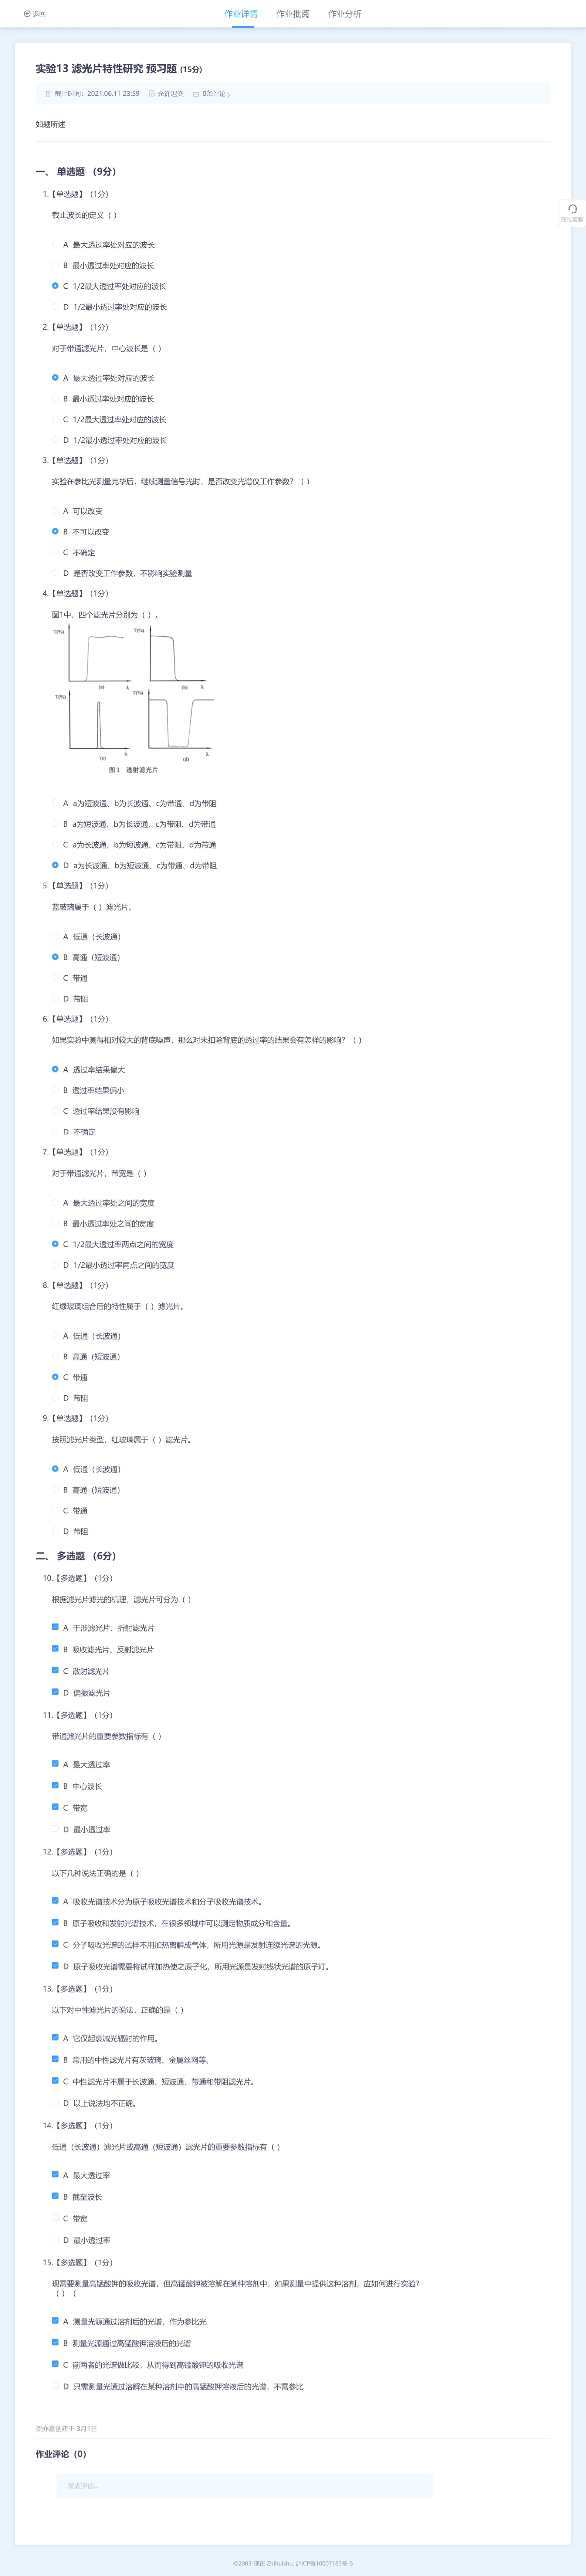 返回 作业详情 作业批阅 作业分析
实验13 滤光片特性研究 预习题 (15分)
截止时间：2021.06.11 23:59 允许迟交 0条评论
如题所述
一、 单选题 （9分）
1.【单选题】（1分）
截止波长的定义（ ）
A 最大透过率处对应的波长
B 最小透过率处对应的波长
C 1/2最大透过率处对应的波长
D 1/2最小透过率处对应的波长
2.【单选题】（1分）
对于带通滤光片，中心波长是（ ）
A 最大透过率处对应的波长
B 最小透过率处对应的波长
C 1/2最大透过率处对应的波长
D 1/2最小透过率处对应的波长
3.【单选题】（1分）
实验在参比光测量完毕后，继续测量信号光时，是否改变光谱仪工作参数？（ ）
A 可以改变
B 不可以改变
C 不确定
D 是否改变工作参数，不影响实验测量
4.【单选题】（1分）
图1中，四个滤光片分别为（ ）。
T(%) T(%)
(a) λ (b) λ
T(%) T(%)
(c) λ (d) λ
图 1 透射滤光片
A a为短波通、b为长波通、c为带通、d为带阻
B a为短波通、b为长波通、c为带阻、d为带通
C a为长波通、b为短波通、c为带阻、d为带通
D a为长波通、b为短波通、c为带通、d为带阻
5.【单选题】（1分）
蓝玻璃属于（ ）滤光片。
A 低通（长波通）
B 高通（短波通）
C 带通
D 带阻
6.【单选题】（1分）
如果实验中测得相对较大的背底噪声，那么对未扣除背底的透过率的结果会有怎样的影响？（ ）
A 透过率结果偏大
B 透过率结果偏小
C 透过率结果没有影响
D 不确定
7.【单选题】（1分）
对于带通滤光片，带宽是（ ）
A 最大透过率处之间的宽度
B 最小透过率处之间的宽度
C 1/2最大透过率两点之间的宽度
D 1/2最小透过率两点之间的宽度
8.【单选题】（1分）
红绿玻璃组合后的特性属于（ ）滤光片。
A 低通（长波通）
B 高通（短波通）
C 带通
D 带阻
9.【单选题】（1分）
按照滤光片类型，红玻璃属于（ ）滤光片。
A 低通（长波通）
B 高通（短波通）
C 带通
D 带阻
二、 多选题 （6分）
10.【多选题】（1分）
根据滤光片滤光的机理，滤光片可分为（ ）
A 干涉滤光片、折射滤光片
B 吸收滤光片、反射滤光片
C 散射滤光片
D 偏振滤光片
11.【多选题】（1分）
带通滤光片的重要参数指标有（ ）
A 最大透过率
B 中心波长
C 带宽
D 最小透过率
12.【多选题】（1分）
以下几种说法正确的是（ ）
A 吸收光谱技术分为原子吸收光谱技术和分子吸收光谱技术。
B 原子吸收和发射光谱技术，在很多领域中可以测定物质成分和含量。
C 分子吸收光谱的试样不用加热离解成气体，所用光源是发射连续光谱的光源。
D 原子吸收光谱需要将试样加热使之原子化，所用光源是发射线状光谱的原子灯。
13.【多选题】（1分）
以下对中性滤光片的说法，正确的是（ ）
A 它仅起衰减光辐射的作用。
B 常用的中性滤光片有灰玻璃、金属丝网等。
C 中性滤光片不属于长波通、短波通、带通和带阻滤光片。
D 以上说法均不正确。
14.【多选题】（1分）
低通（长波通）滤光片或高通（短波通）滤光片的重要参数指标有（ ）
A 最大透过率
B 截至波长
C 带宽
D 最小透过率
15.【多选题】（1分）
现需要测量高锰酸钾的吸收光谱，但高锰酸钾被溶解在某种溶剂中，如果测量中提供这种溶剂，应如何进行实验？
（ ）（
A 测量光源通过溶剂后的光谱，作为参比光
B 测量光源通过高锰酸钾溶液后的光谱
C 前两者的光谱做比较，从而得到高锰酸钾的吸收光谱
D 只需测量光通过溶解在某种溶剂中的高锰酸钾溶液后的光谱，不需参比
创建于 3月1日
作业评论（0）
发表评论...
©2003-现在 Zhihuishu. 沪ICP备10007183号-5